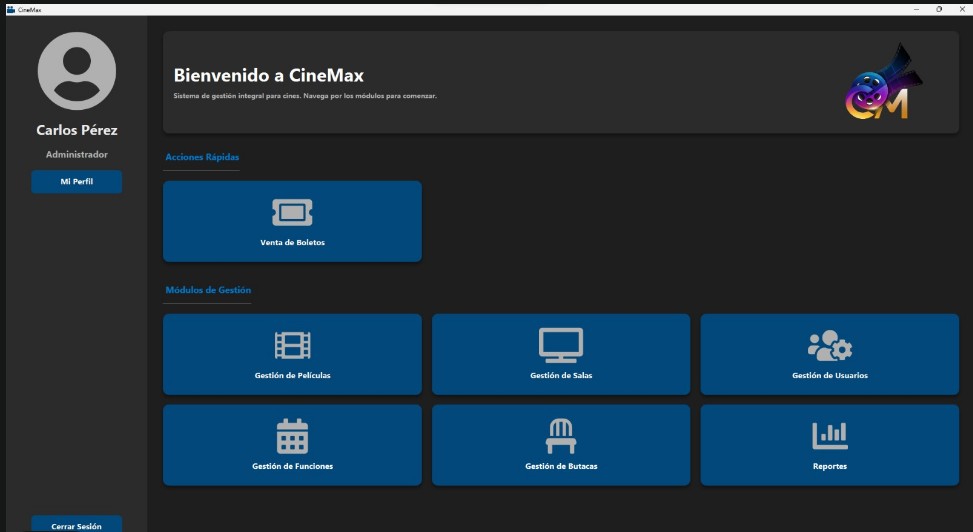 CineMax
Carlos Pérez
Administrador
Mi Perfil
Cerrar Sesión
Bienvenido a CineMax
Sistema de gestión integral para cines. Navega por los módulos para comenzar.
CM
Acciones Rápidas
Venta de Boletos
Módulos de Gestión
Gestión de Películas
Gestión de Salas
Gestión de Usuarios
Gestión de Funciones
Gestión de Butacas
Reportes